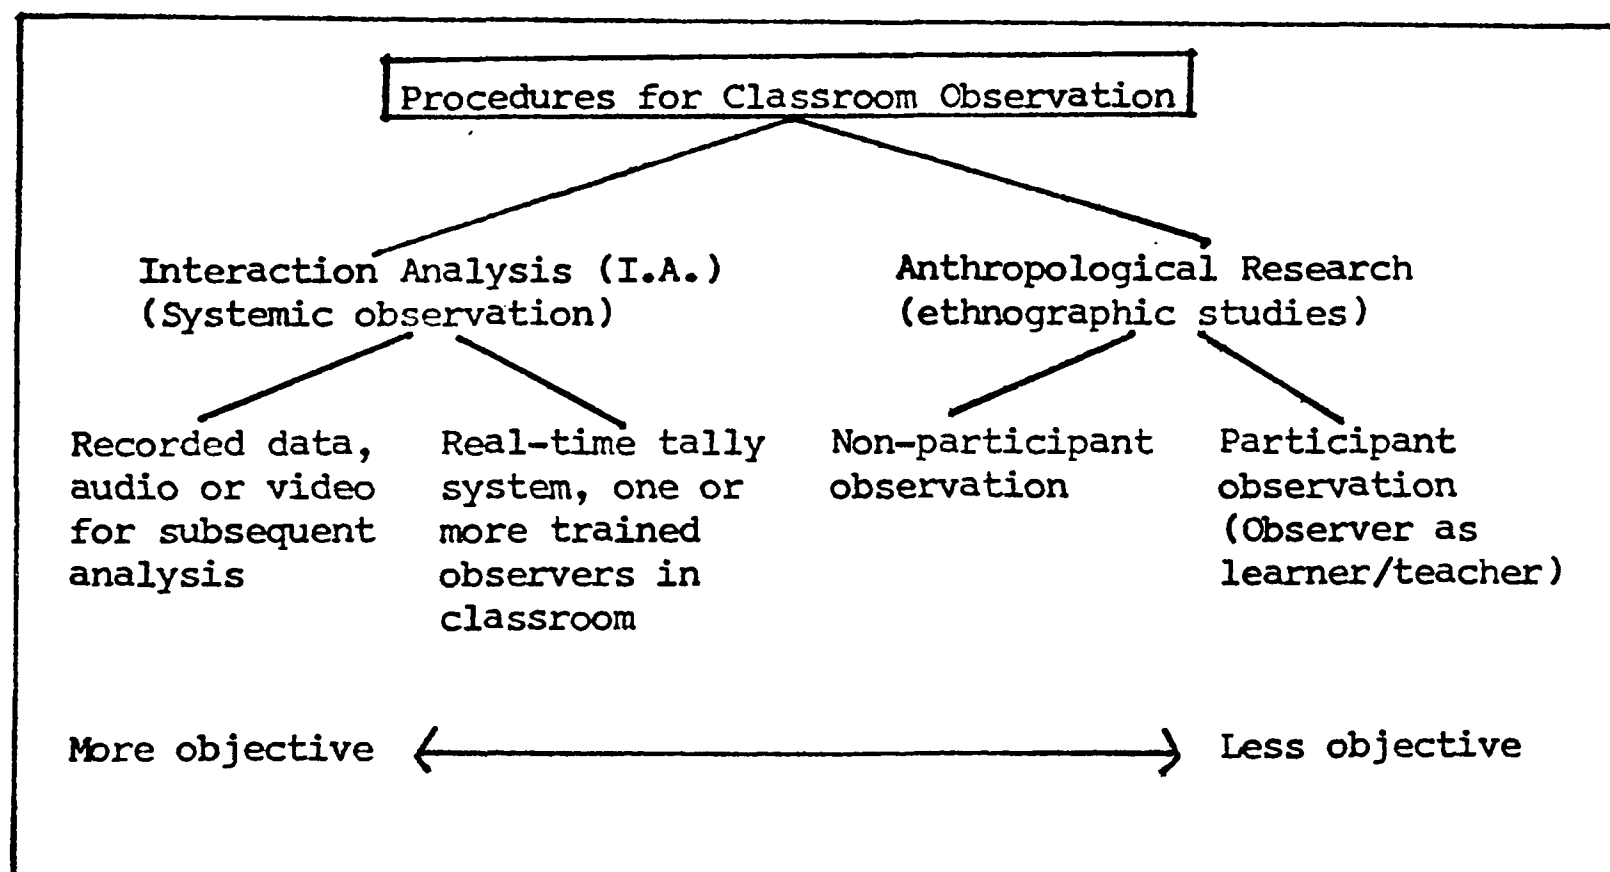 Procedures for Classroom Observation
Interaction Analysis (I.A.)
(Systemic observation)
Anthropological Research
(ethnographic studies)
Recorded data,
audio or video
for subsequent
analysis
Real-time tally
system, one or
more trained
observers in
classroom
Non-participant
observation
Participant
observation
(Observer as
learner/teacher)
More objective
Less objective